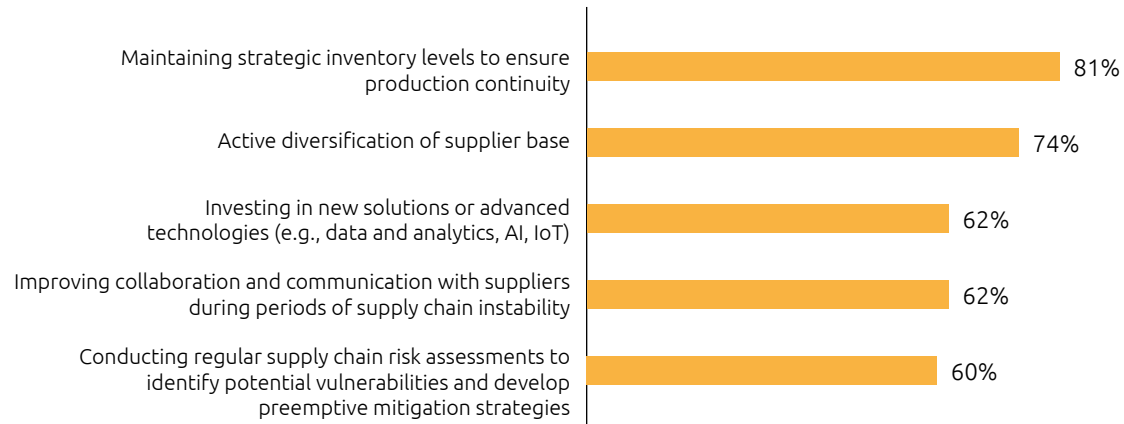 Maintaining strategic inventory levels to ensure
production continuity
81%
Active diversification of supplier base
74%
Investing in new solutions or advanced
technologies (e.g., data and analytics, AI, IoT)
62%
Improving collaboration and communication with suppliers
during periods of supply chain instability
62%
Conducting regular supply chain risk assessments to
identify potential vulnerabilities and develop
preemptive mitigation strategies
60%